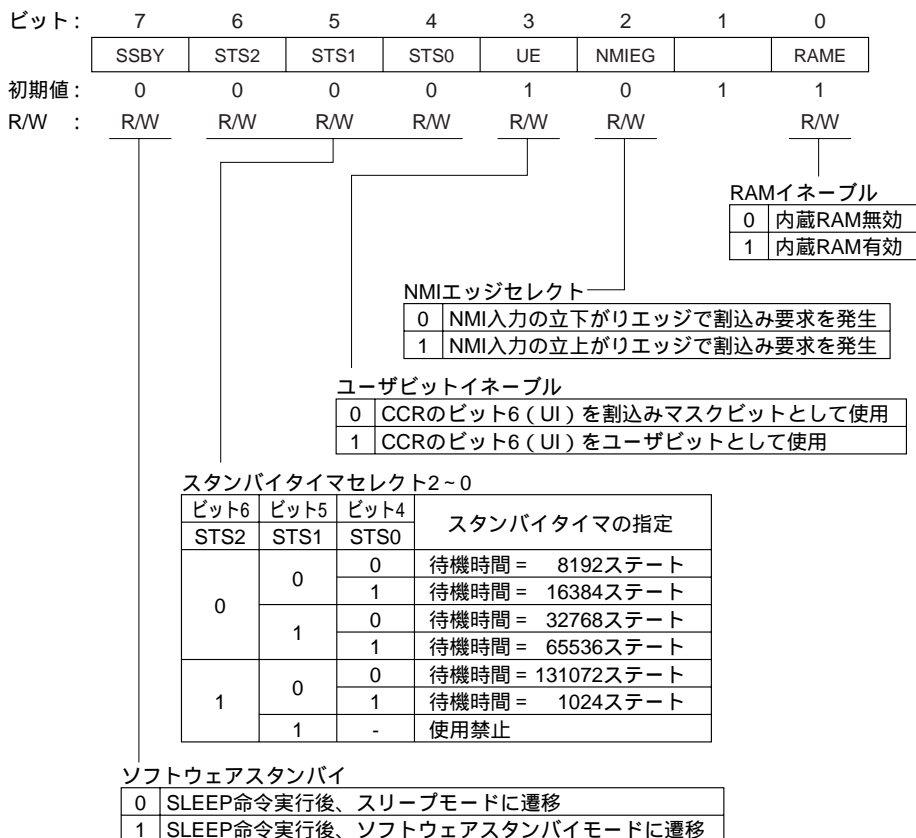 ビット： 7 6 5 4 3 2 1 0
SSBY STS2 STS1 STS0 UE NMIEG RAME
初期値： 0 0 0 0 1 0 1 1
R/W ： R/W R/W R/W R/W R/W R/W R/W
RAMイネーブル
0 内蔵RAM無効
1 内蔵RAM有効
NMIエッジセレクト
0 NMI入力の立下がりエッジで割込み要求を発生
1 NMI入力の立上がりエッジで割込み要求を発生
ユーザビットイネーブル
0 CCRのビット6（UI）を割込みマスクビットとして使用
1 CCRのビット6（UI）をユーザビットとして使用
スタンバイタイマセレクト2～0
ビット6 ビット5 ビット4 スタンバイタイマの指定
STS2 STS1 STS0
0 0 0 待機時間＝ 8192ステート
1 待機時間＝ 16384ステート
1 0 待機時間＝ 32768ステート
1 待機時間＝ 65536ステート
1 0 0 待機時間＝131072ステート
1 待機時間＝ 1024ステート
1 - 使用禁止
ソフトウェアスタンバイ
0 SLEEP命令実行後、スリープモードに遷移
1 SLEEP命令実行後、ソフトウェアスタンバイモードに遷移